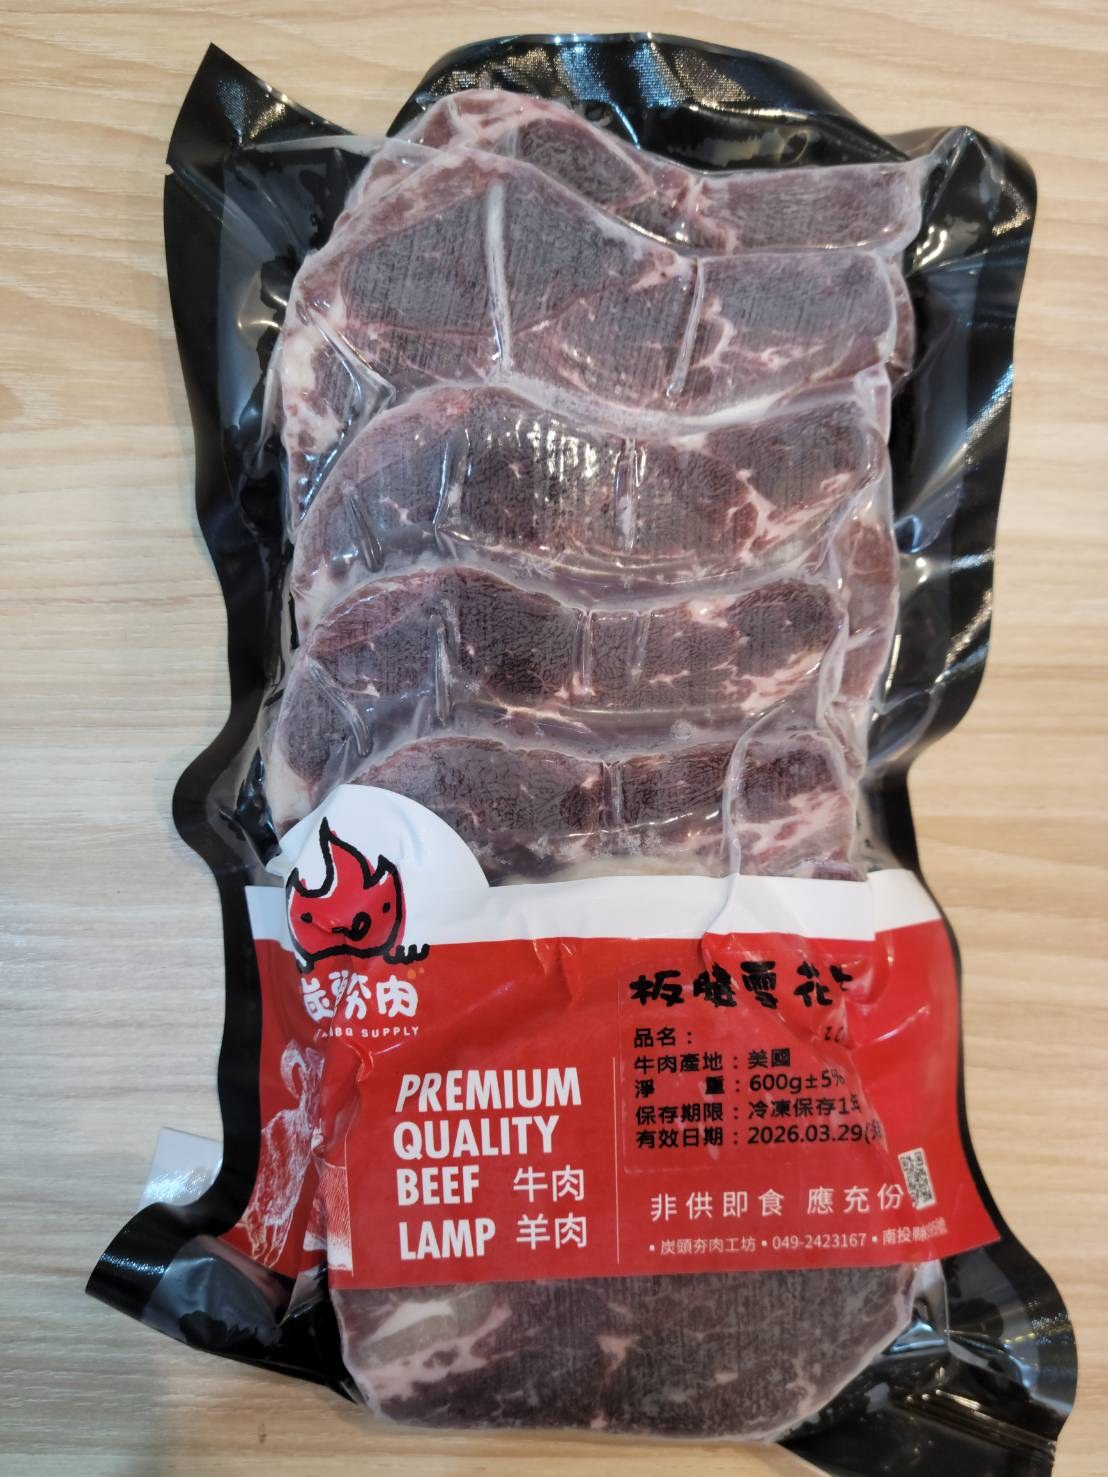 炭夯肉
BBQ SUPPLY
PREMIUM
QUALITY
BEEF 牛肉
LAMP 羊肉
板腱雪花
品名：
牛肉產地：美國
淨 重：600g±5%
保存期限：冷凍保存1年
有效日期：2026.03.29
非供即食 應充份
•炭頭夯肉工坊•049-2423167•南投縣